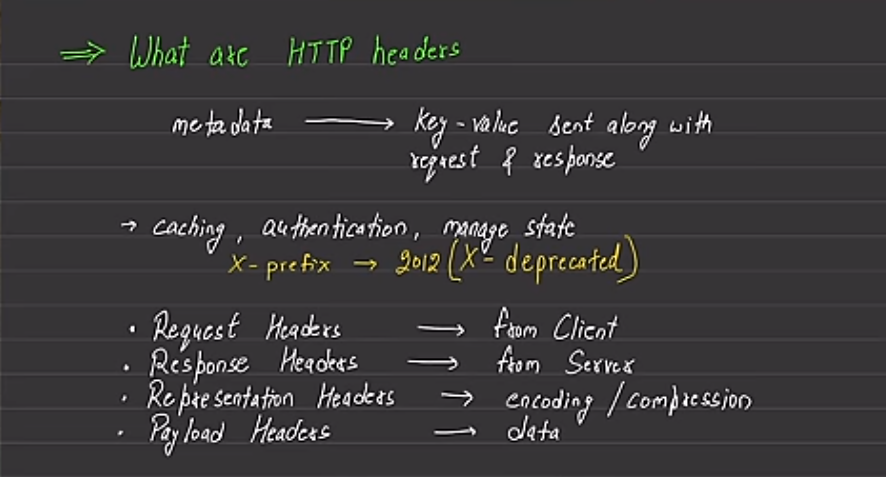 ⇒ What are HTTP headers
metadata → key-value sent along with
request & response
→ caching, authentication, manage state
X-prefix → 2012 (X- deprecated)
• Request Headers → from Client
• Response Headers → from Server
• Representation Headers → encoding / compression
• Payload Headers → data